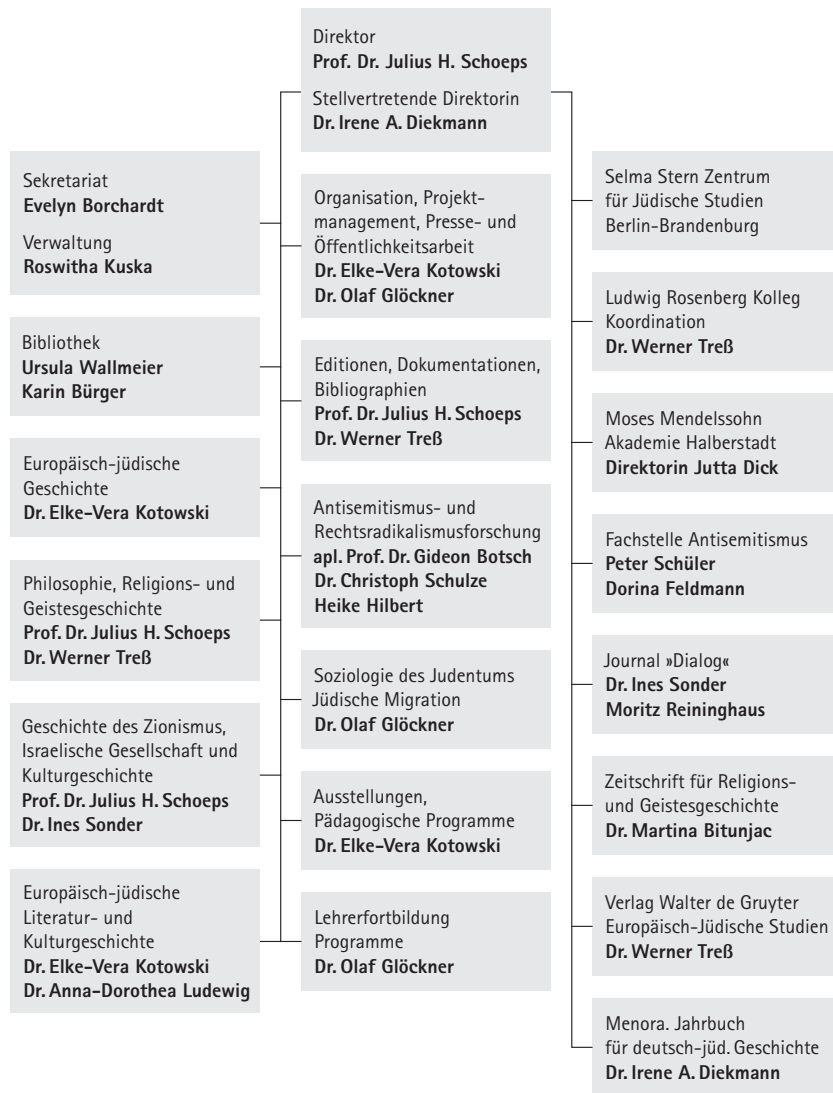 Direktor
Prof. Dr. Julius H. Schoeps
Stellvertretende Direktorin
Dr. Irene A. Diekmann
Sekretariat
Evelyn Borchardt
Verwaltung
Roswitha Kuska
Bibliothek
Ursula Wallmeier
Karin Bürger
Europäisch-jüdische
Geschichte
Dr. Elke-Vera Kotowski
Philosophie, Religions- und
Geistesgeschichte
Prof. Dr. Julius H. Schoeps
Dr. Werner Treß
Geschichte des Zionismus,
Israelische Gesellschaft und
Kulturgeschichte
Prof. Dr. Julius H. Schoeps
Dr. Ines Sonder
Europäisch-jüdische
Literatur- und
Kulturgeschichte
Dr. Elke-Vera Kotowski
Dr. Anna-Dorothea Ludewig
Organisation, Projekt-
management, Presse- und
Öffentlichkeitsarbeit
Dr. Elke-Vera Kotowski
Dr. Olaf Glöckner
Editionen, Dokumentationen,
Bibliographien
Prof. Dr. Julius H. Schoeps
Dr. Werner Treß
Antisemitismus- und
Rechtsradikalismusforschung
apl. Prof. Dr. Gideon Botsch
Dr. Christoph Schulze
Heike Hilbert
Soziologie des Judentums
Jüdische Migration
Dr. Olaf Glöckner
Ausstellungen,
Pädagogische Programme
Dr. Elke-Vera Kotowski
Lehrerfortbildung
Programme
Dr. Olaf Glöckner
Selma Stern Zentrum
für Jüdische Studien
Berlin-Brandenburg
Ludwig Rosenberg Kolleg
Koordination
Dr. Werner Treß
Moses Mendelssohn
Akademie Halberstadt
Direktorin Jutta Dick
Fachstelle Antisemitismus
Peter Schüler
Dorina Feldmann
Journal »Dialog«
Dr. Ines Sonder
Moritz Reininghaus
Zeitschrift für Religions-
und Geistesgeschichte
Dr. Martina Bitunjac
Verlag Walter de Gruyter
Europäisch-Jüdische Studien
Dr. Werner Treß
Menora. Jahrbuch
für deutsch-jüd. Geschichte
Dr. Irene A. Diekmann